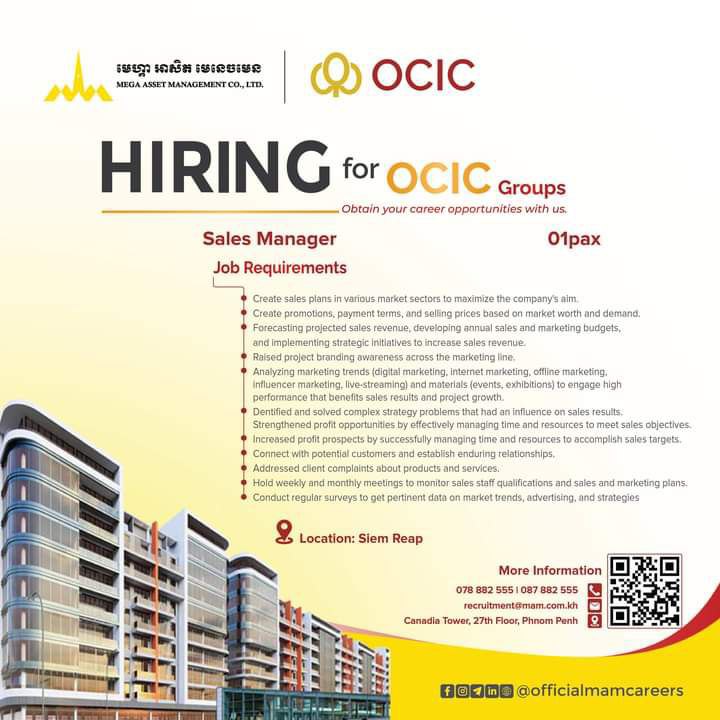 មេហ្គា អាសិត មេនេចមេន
MEGA ASSET MANAGEMENT CO., LTD.
OCIC
HIRING for OCIC Groups
Obtain your career opportunities with us.
Sales Manager 01pax
Job Requirements
Create sales plans in various market sectors to maximize the company's aim.
Create promotions, payment terms, and selling prices based on market worth and demand.
Forecasting projected sales revenue, developing annual sales and marketing budgets,
and implementing strategic initiatives to increase sales revenue.
Raised project branding awareness across the marketing line.
Analyzing marketing trends (digital marketing, internet marketing, offline marketing,
influencer marketing, live-streaming) and materials (events, exhibitions) to engage high
performance that benefits sales results and project growth.
Dentified and solved complex strategy problems that had an influence on sales results.
Strengthened profit opportunities by effectively managing time and resources to meet sales objectives.
Increased profit prospects by successfully managing time and resources to accomplish sales targets.
Connect with potential customers and establish enduring relationships.
Addressed client complaints about products and services.
Hold weekly and monthly meetings to monitor sales staff qualifications and sales and marketing plans.
Conduct regular surveys to get pertinent data on market trends, advertising, and strategies
Location: Siem Reap
More Information
078 882 555 | 087 882 555
recruitment@mam.com.kh
Canadia Tower, 27th Floor, Phnom Penh
@officialmamcareers